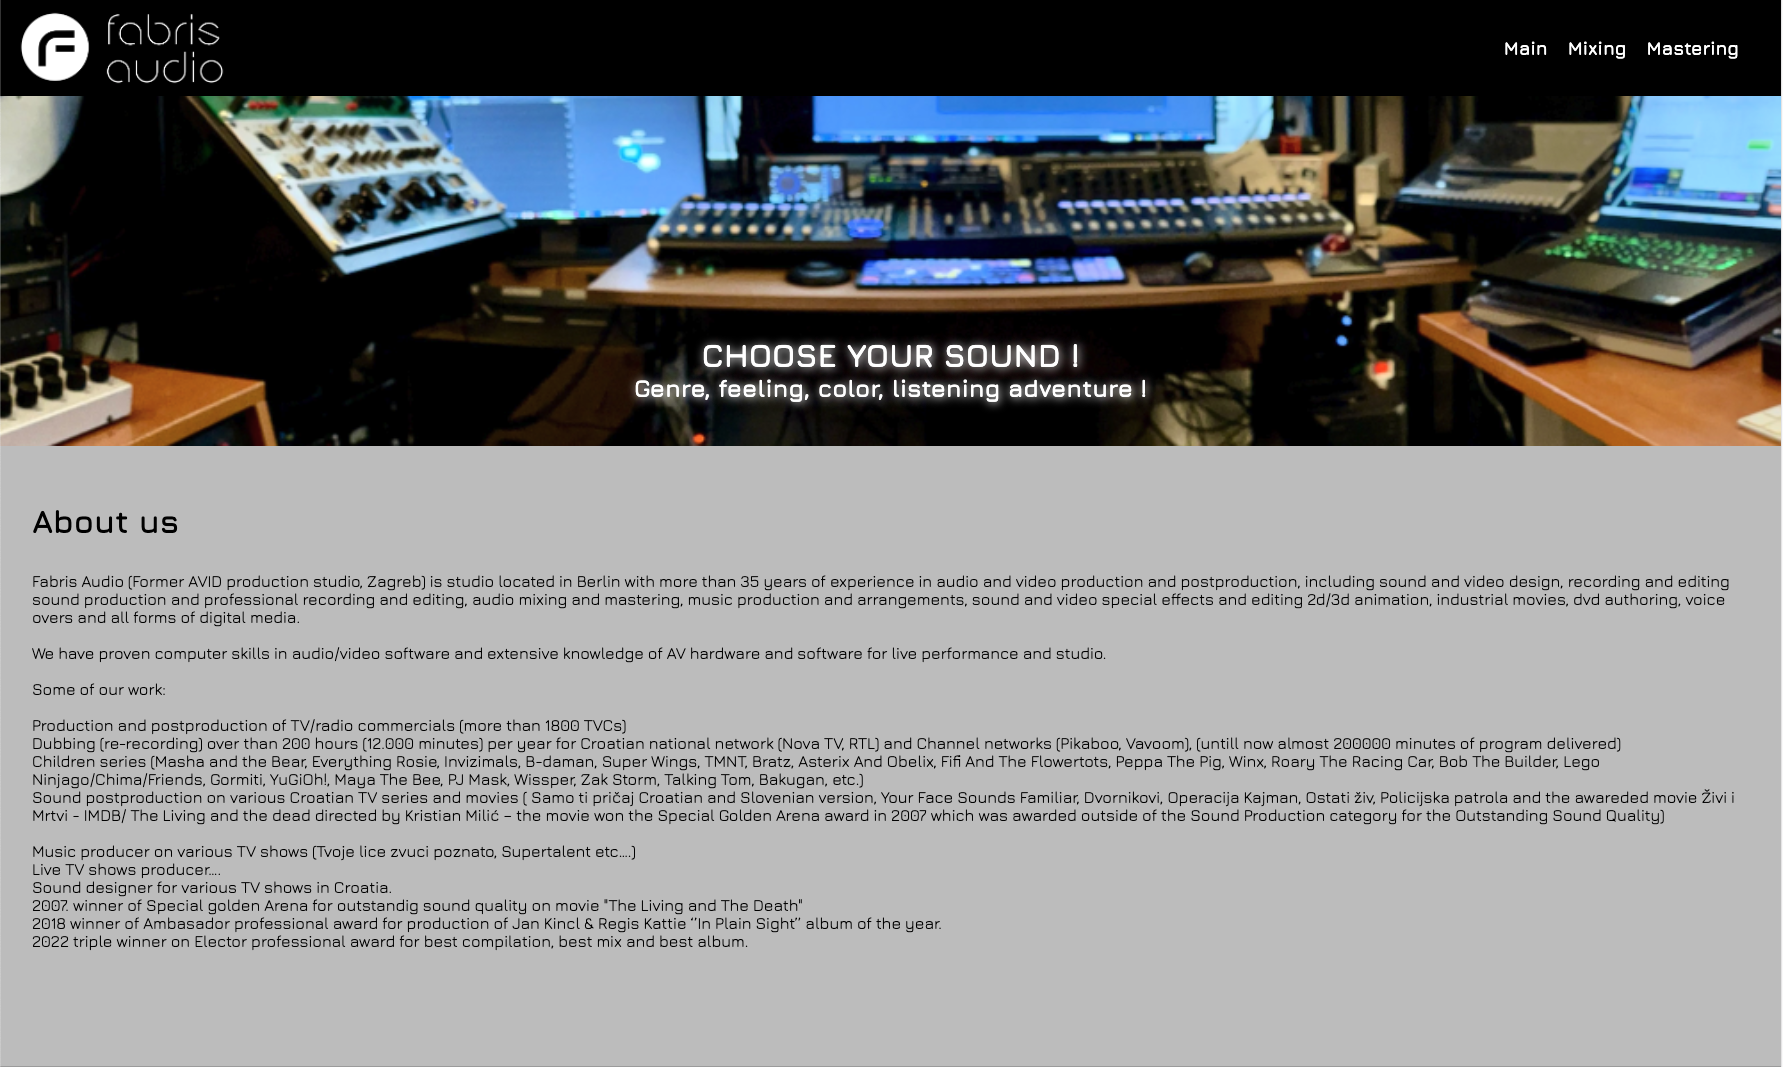 fabris
audio
Main Mixing Mastering
CHOOSE YOUR SOUND !
Genre, feeling, color, listening adventure !
About us
Fabris Audio (Former AVID production studio, Zagreb) is studio located in Berlin with more than 35 years of experience in audio and video production and postproduction, including sound and video design, recording and editing
sound production and professional recording and editing, audio mixing and mastering, music production and arrangements, sound and video special effects and editing 2d/3d animation, industrial movies, dvd authoring, voice
overs and all forms of digital media.
We have proven computer skills in audio/video software and extensive knowledge of AV hardware and software for live performance and studio.
Some of our work:
Production and postproduction of TV/radio commercials (more than 1800 TVCs)
Dubbing (re-recording) over than 200 hours (12.000 minutes) per year for Croatian national network (Nova TV, RTL) and Channel networks (Pikaboo, Vavoom), (untill now almost 200000 minutes of program delivered)
Children series (Masha and the Bear, Everything Rosie, Invizimals, B-daman, Super Wings, TMNT, Bratz, Asterix And Obelix, Fifi And The Flowertots, Peppa The Pig, Winx, Roary The Racing Car, Bob The Builder, Lego
Ninjago/Chima/Friends, Gormiti, YuGiOh!, Maya The Bee, PJ Mask, Wissper, Zak Storm, Talking Tom, Bakugan, etc.)
Sound postproduction on various Croatian TV series and movies ( Samo ti pričaj Croatian and Slovenian version, Your Face Sounds Familiar, Dvornikovi, Operacija Kajman, Ostati živ, Policijska patrola and the awareded movie Živi i
Mrtvi - IMDB/ The Living and the dead directed by Kristian Milić – the movie won the Special Golden Arena award in 2007 which was awarded outside of the Sound Production category for the Outstanding Sound Quality)
Music producer on various TV shows (Tvoje lice zvuci poznato, Supertalent etc....)
Live TV shows producer....
Sound designer for various TV shows in Croatia.
2007. winner of Special golden Arena for outstandig sound quality on movie "The Living and The Death"
2018 winner of Ambasador professional award for production of Jan Kincl & Regis Kattie ‘’In Plain Sight’’ album of the year.
2022 triple winner on Elector professional award for best compilation, best mix and best album.